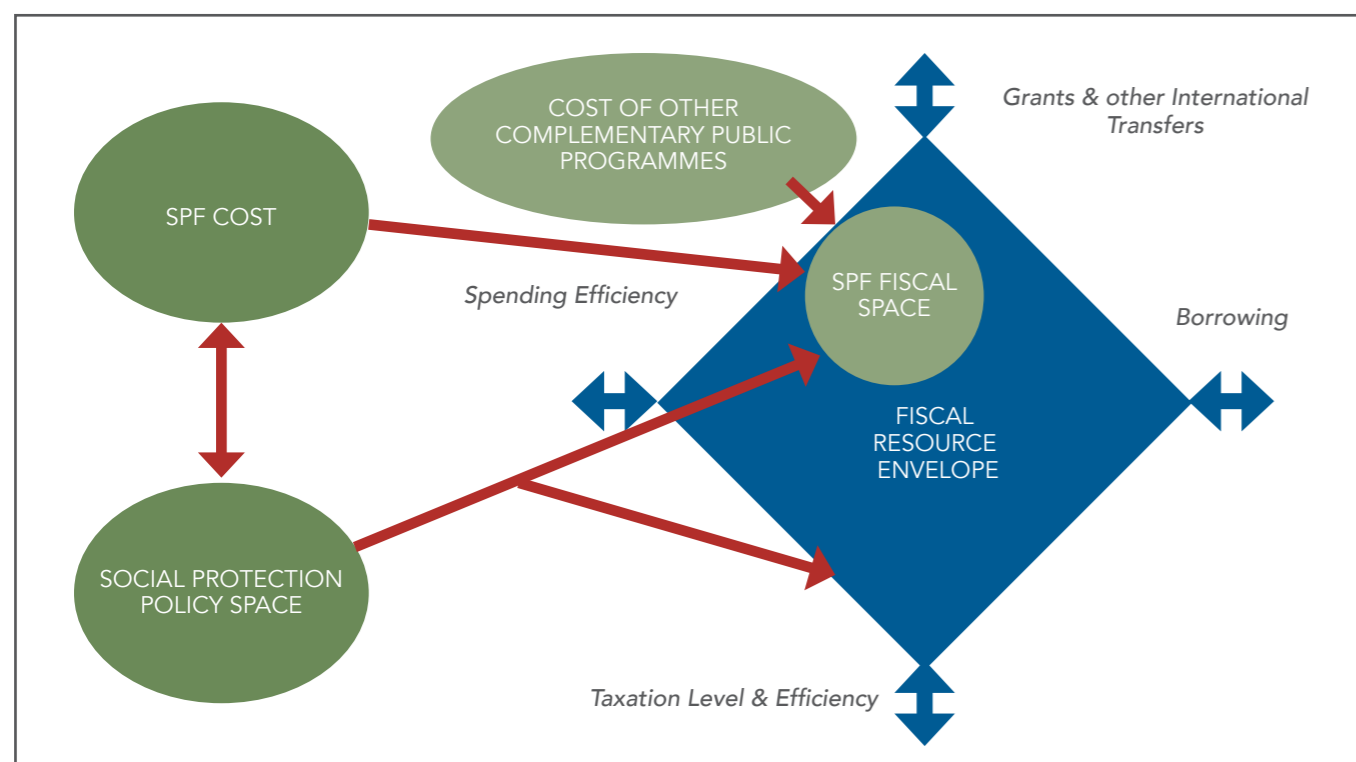 COST OF OTHER
COMPLEMENTARY PUBLIC
PROGRAMMES
Grants & other International
Transfers
SPF COST
SPF FISCAL
SPACE
Spending Efficiency
Borrowing
FISCAL
RESOURCE
ENVELOPE
SOCIAL PROTECTION
POLICY SPACE
Taxation Level & Efficiency